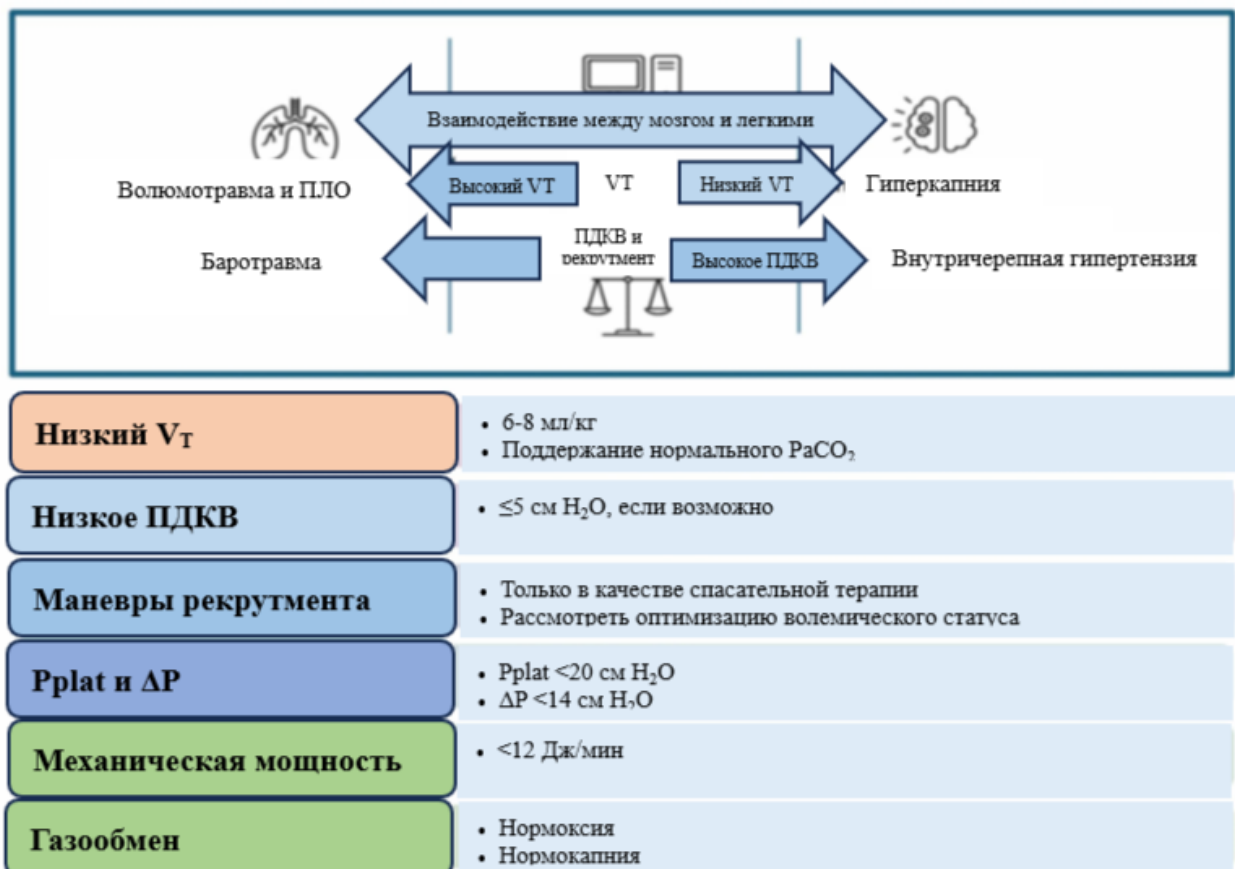 Взаимодействие между мозгом и легкими
Волюмотравма и ПЛО
Высокий VT
VT
Низкий VT
Гиперкапния
Баротравма
ПДКВ и
рекрутмент
Высокое ПДКВ
Внутричерепная гипертензия
Низкий V_T
• 6-8 мл/кг
• Поддержание нормального PaCO₂
Низкое ПДКВ
• ≤5 см H₂O, если возможно
Маневры рекрутмента
• Только в качестве спасательной терапии
• Рассмотреть оптимизацию волемического статуса
Pplat и ΔP
• Pplat <20 см H₂O
• ΔP <14 см H₂O
Механическая мощность
• <12 Дж/мин
Газообмен
• Нормоксия
• Нормокапния